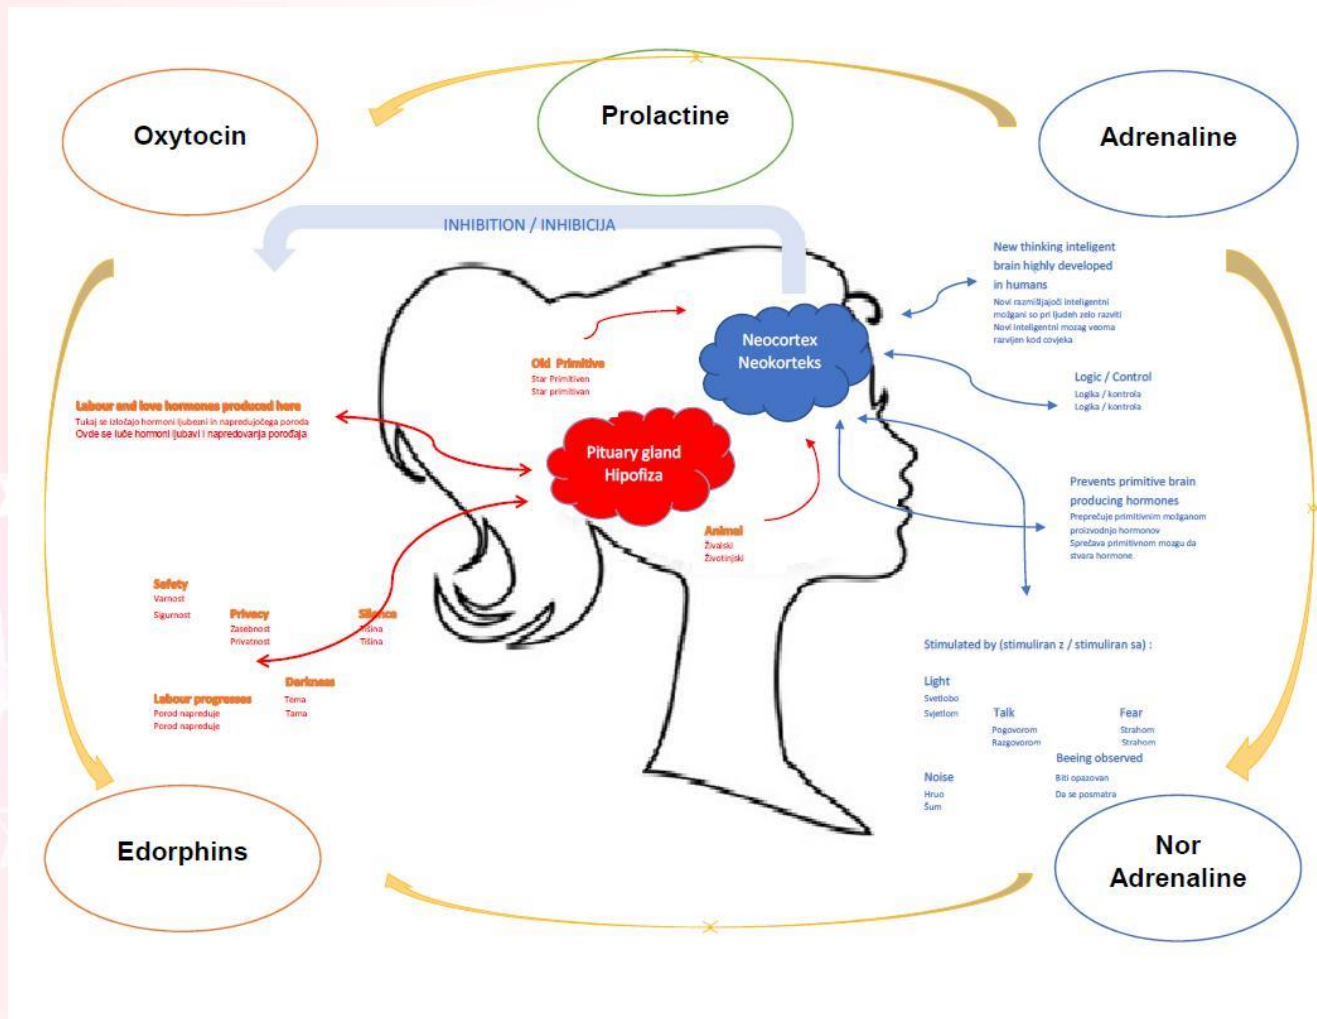 Oxytocin
Prolactine
Adrenaline
INHIBITION / INHIBICIJA
New thinking inteligent
brain highly developed
in humans
Novi razmišljajoči inteligentni
možgani so pri ljudeh zelo razviti
Novi inteligentni mozag veoma
razvijen kod covjeka
Neocortex
Neokorteks
Old Primitive
Star Primitiven
Star primitivan
Logic / Control
Logika / kontrola
Logika / kontrola
Labour and love hormones produced here
Tukaj se izločajo hormoni ljubezni in napredujočega poroda
Ovde se luče hormoni ljubavi i napredovanja porođaja
Pituary gland
Hipofiza
Prevents primitive brain
producing hormones
Preprečuje primitivnim možganom
proizvodnjo hormonov
Sprečava primitivnom mozgu da
stvara hormone
Animal
Živalski
Životinjski
Safety
Varnost
Sigurnost
Privacy
Zasebnost
Privatnost
Silence
Tišina
Tišina
Darkness
Tema
Tama
Labour progresses
Porod napreduje
Porod napreduje
Stimulated by (stimuliran z / stimuliran sa) :
Light
Svetlobo
Svjetlom
Talk
Pogovorom
Razgovorom
Fear
Strahom
Strahom
Beeing observed
Biti opazovan
Da se posmatra
Noise
Hruo
Šum
Edorphins
Nor
Adrenaline